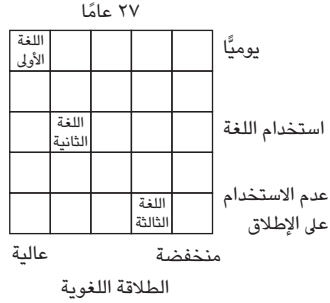 ٢٧ عامًا
يوميًّا
اللغة
الأولى
استخدام اللغة
اللغة
الثانية
عدم الاستخدام
على الإطلاق
اللغة
الثالثة
منخفضة
عالية
الطلاقة اللغوية